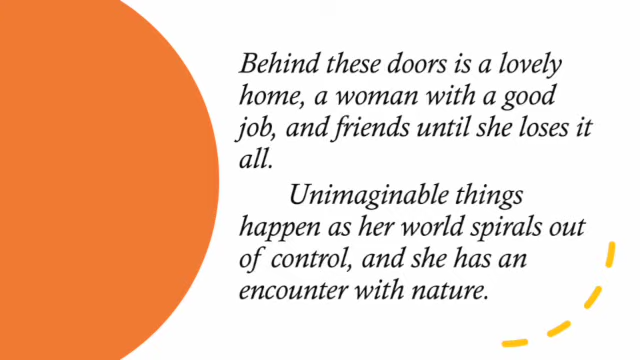 Behind these doors is a lovely
home, a woman with a good
job, and friends until she loses it
all.
Unimaginable things
happen as her world spirals out
of control, and she has an
encounter with nature.